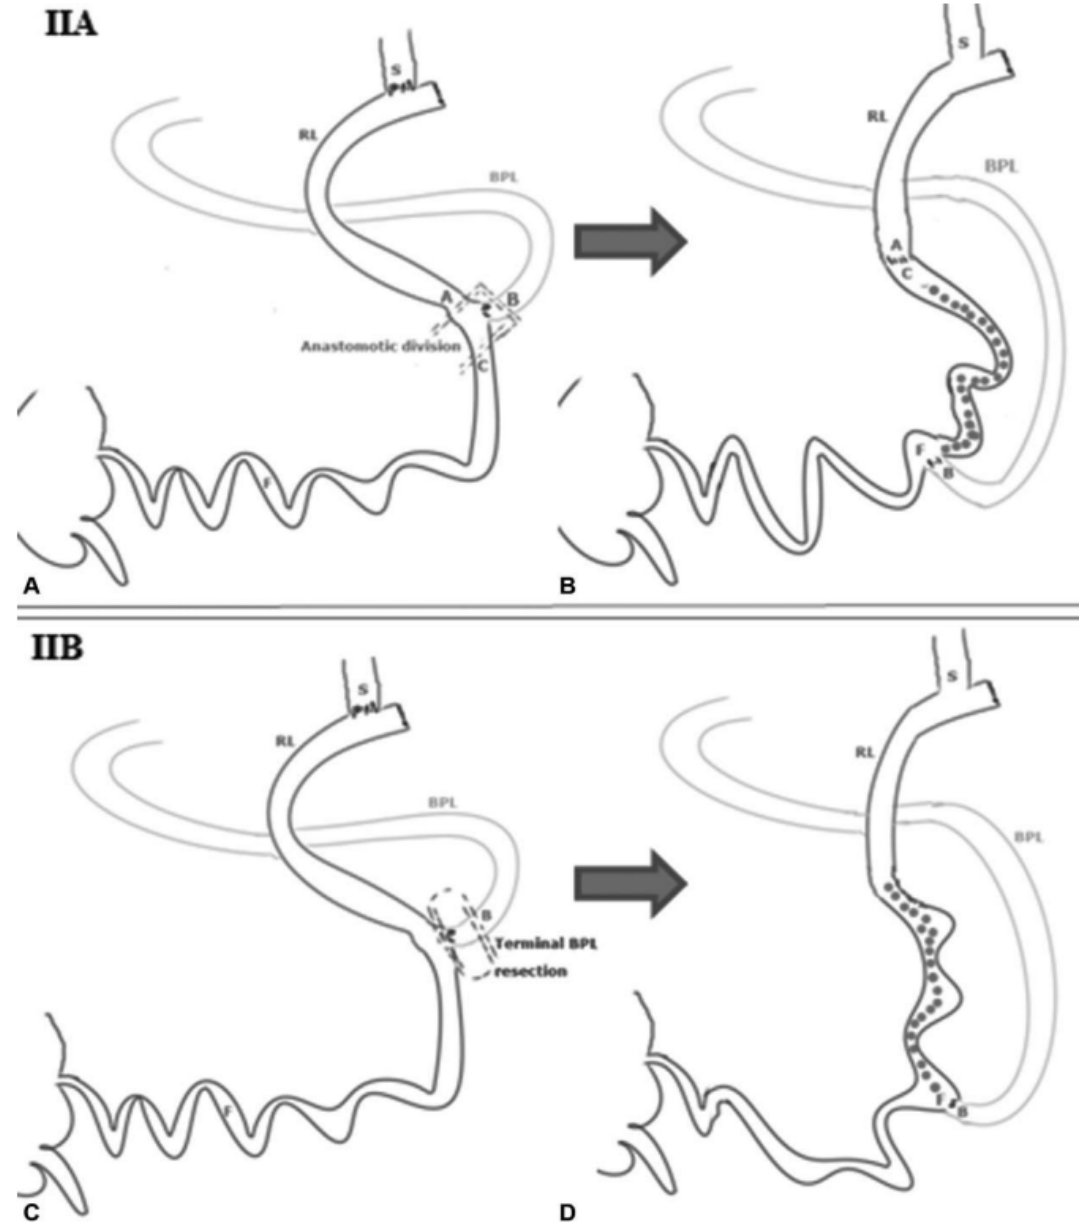 IIA
S
RL
BPL
A
B
Anastomotic division
C
F
A
S
RL
BPL
A
C
F
B
B
IIB
S
RL
BPL
B
Terminal BPL
resection
F
C
S
RL
BPL
F
B
D